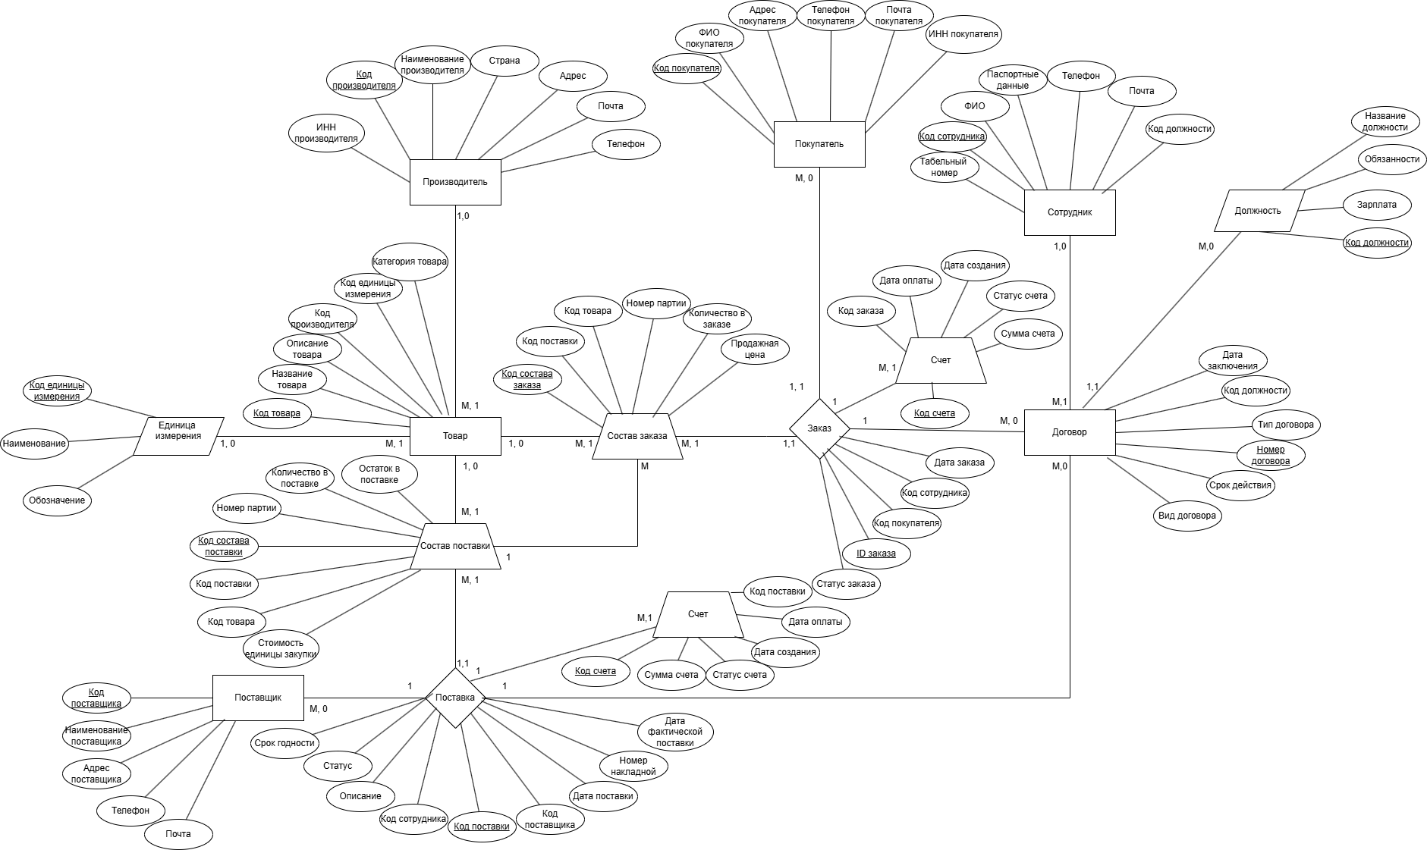 Адрес
покупателя
Телефон
покупателя
Почта
покупателя
ФИО
покупателя
ИНН покупателя
Код покупателя
Покупатель
M, 0
Наименование
производителя
Страна
Код
производителя
Адрес
Почта
ИНН
производителя
Телефон
Производитель
1,0
Паспортные
данные
Телефон
Почта
ФИО
Код сотрудника
Код должности
Табельный
номер
Сотрудник
1,0
Название
должности
Обязанности
Зарплата
Код должности
Должность
M,0
Категория товара
Код единицы
измерения
Код
производителя
Описание
товара
Название
товара
Код товара
M, 1
Товар
1, 0
M, 1
1, 0
1, 0
Код единицы
измерения
Наименование
Обозначение
Единица
измерения
Код товара
Номер партии
Количество в
заказе
Код поставки
Продажная
цена
Код состава
заказа
Состав заказа
M, 1
M, 1
M
Дата создания
Дата оплаты
Статус счета
Код заказа
Сумма счета
Счет
M, 1
Код счета
1, 1
1
1
1,1
Заказ
Дата заказа
Код сотрудника
Код покупателя
ID заказа
Статус заказа
1,1
M,1
M, 0
Договор
M,0
Дата
заключения
Код должности
Тип договора
Номер
договора
Срок действия
Вид договора
Остаток в
поставке
Количество в
поставке
Номер партии
Код состава
поставки
Код поставки
Код товара
Стоимость
единицы закупки
M, 1
Состав поставки
1
M, 1
Код поставки
Дата оплаты
Дата создания
Статус счета
Сумма счета
Код счета
Счет
M,1
1,1
1
1
1
Поставка
Поставщик
M, 0
Код
поставщика
Наименование
поставщика
Адрес
поставщика
Телефон
Почта
Срок годности
Статус
Описание
Код сотрудника
Код поставки
Код
поставщика
Дата поставки
Номер
накладной
Дата
фактической
поставки